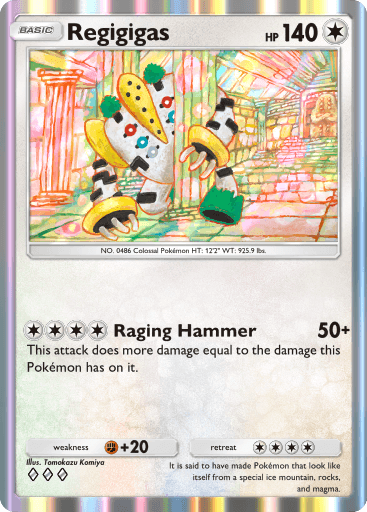 BASIC Regigigas HP 140
NO. 0486 Colossal Pokémon HT: 12'2" WT: 925.9 lbs.
Raging Hammer 50+
This attack does more damage equal to the damage this
Pokémon has on it.
weakness +20 retreat
Illus. Tomokazu Komiya
It is said to have made Pokémon that look like
itself from a special ice mountain, rocks,
and magma.